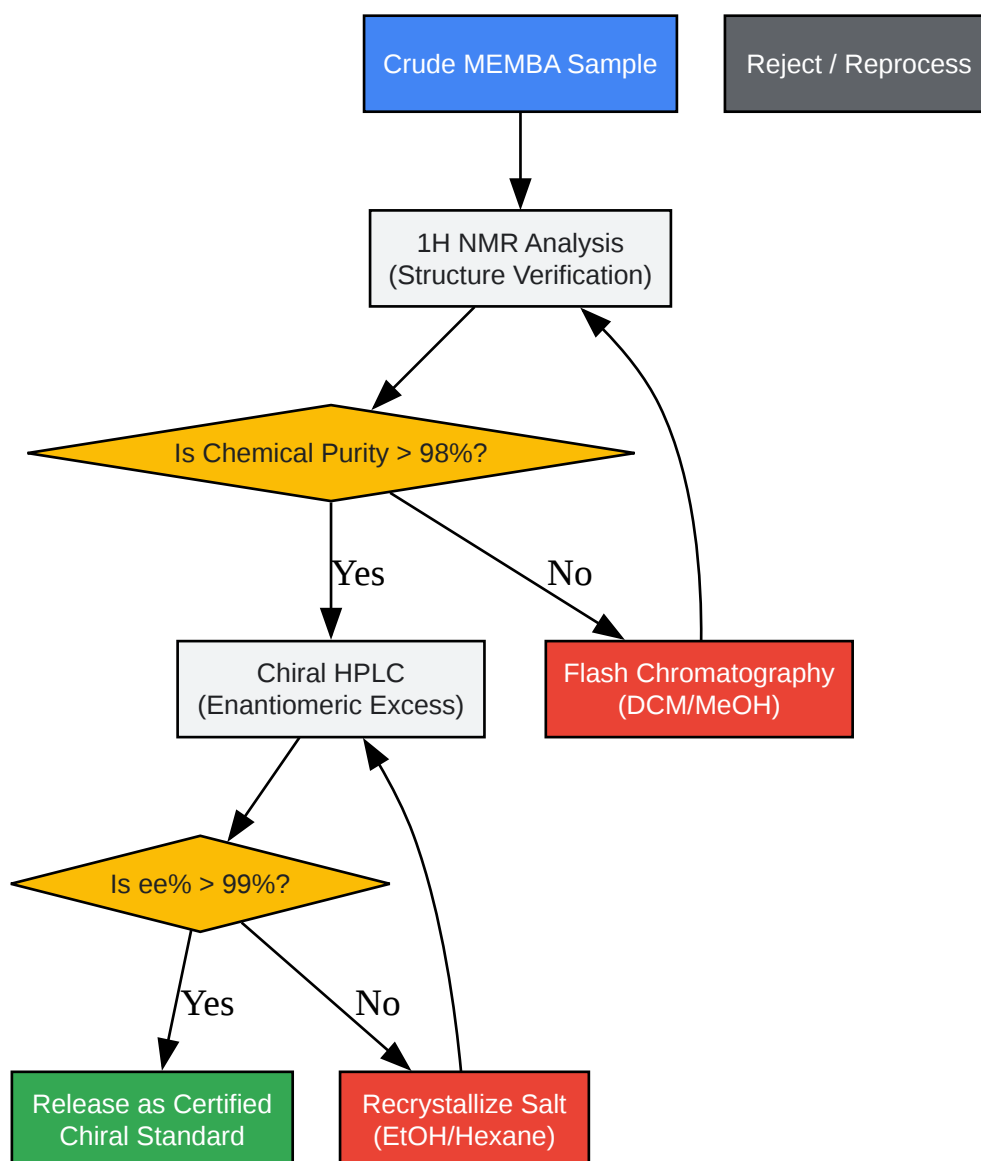 Crude MEMBA Sample
Reject / Reprocess
1H NMR Analysis
(Structure Verification)
Is Chemical Purity > 98%?
Yes
No
Chiral HPLC
(Enantiomeric Excess)
Flash Chromatography
(DCM/MeOH)
Is ee% > 99%?
Yes
No
Release as Certified
Chiral Standard
Recrystallize Salt
(EtOH/Hexane)